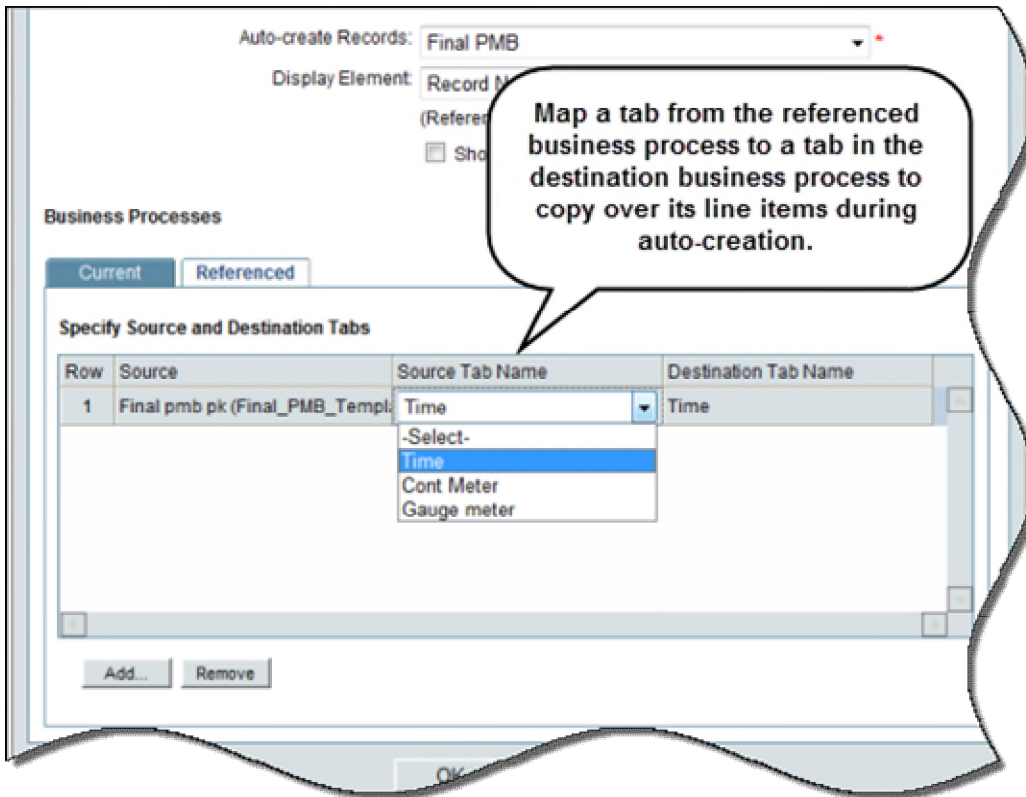 Auto-create Records: Final PMB *
Display Element: Record
Map a tab from the referenced
business process to a tab in the
destination business process to
copy over its line items during
auto-creation.
Business Processes
Current Referenced
Specify Source and Destination Tabs
Row Source Source Tab Name Destination Tab Name
1 Final pmb pk Time Time
-Select-
Time
Cont Meter
Gauge meter
Add... Remove
OK